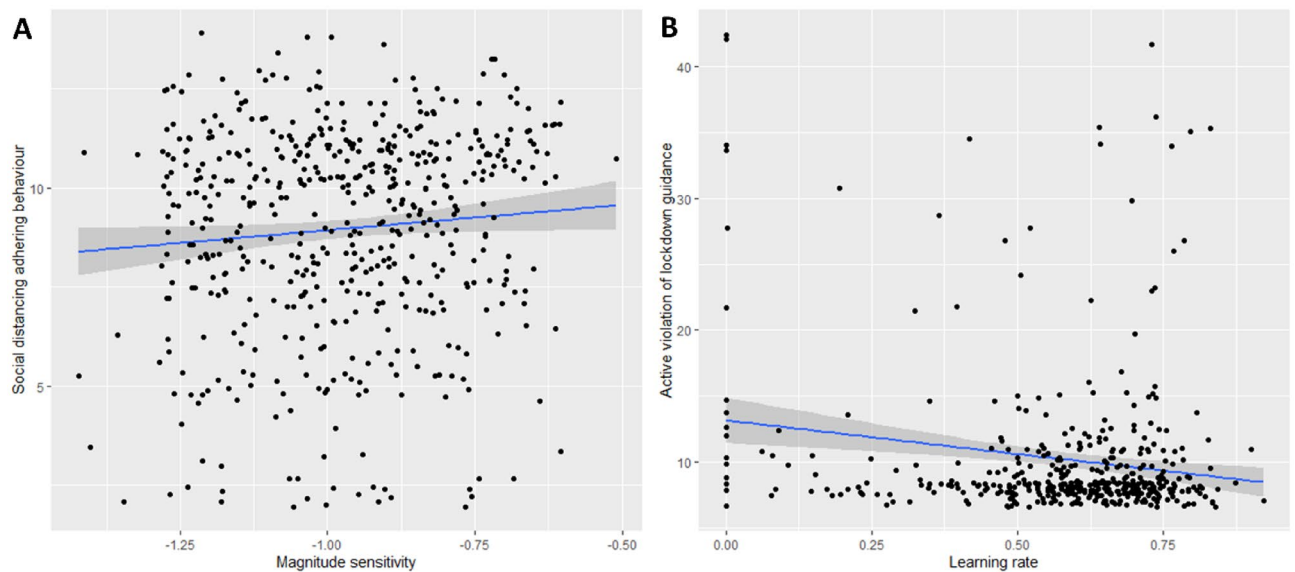 A
Social distancing adhering behaviour
10
5
-1.25 -1.00 -0.75 -0.50
Magnitude sensitivity
B
Active violation of lockdown guidance
40
30
20
10
0.00 0.25 0.50 0.75
Learning rate